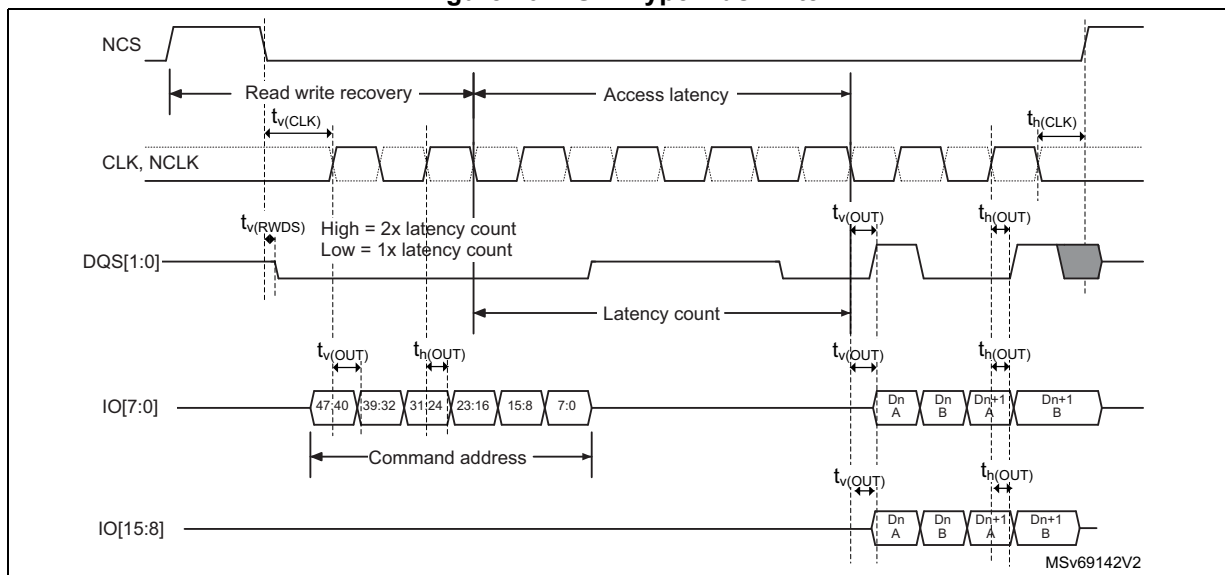 NCS
Read write recovery
Access latency
tv(CLK)
th(CLK)
CLK, NCLK
tv(RWDS)
High = 2x latency count
Low = 1x latency count
tv(OUT)
th(OUT)
DQS[1:0]
Latency count
tv(OUT)
th(OUT)
tv(OUT)
th(OUT)
IO[7:0]
47:40
39:32
31:24
23:16
15:8
7:0
Dn A
Dn B
Dn+1 A
Dn+1 B
Command address
tv(OUT)
th(OUT)
IO[15:8]
Dn A
Dn B
Dn+1 A
Dn+1 B
MSv69142V2